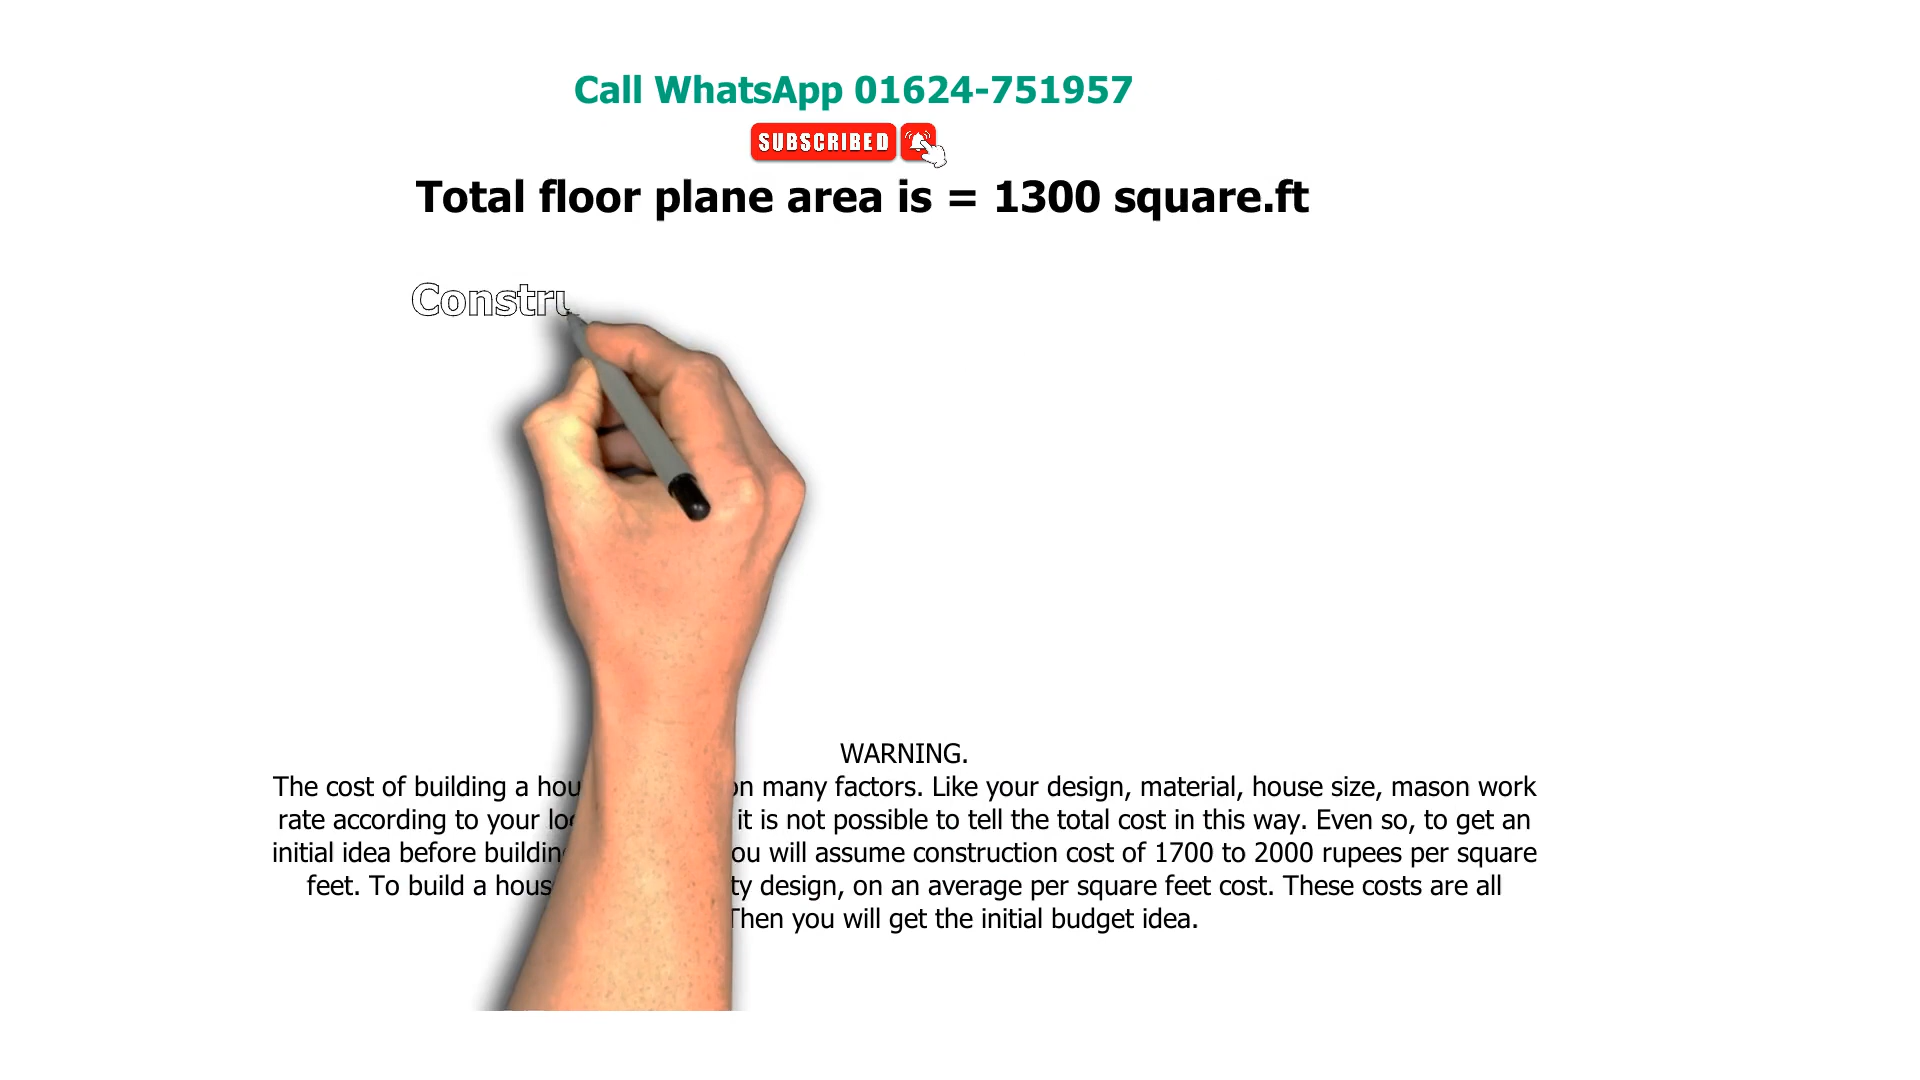 Call WhatsApp 01624-751957
SUBSCRIBED
Total floor plane area is = 1300 square.ft
Constru
WARNING.
The cost of building a hou on many factors. Like your design, material, house size, mason work
rate according to your lo it is not possible to tell the total cost in this way. Even so, to get an
initial idea before buildin ou will assume construction cost of 1700 to 2000 rupees per square
feet. To build a hous ty design, on an average per square feet cost. These costs are all
Then you will get the initial budget idea.